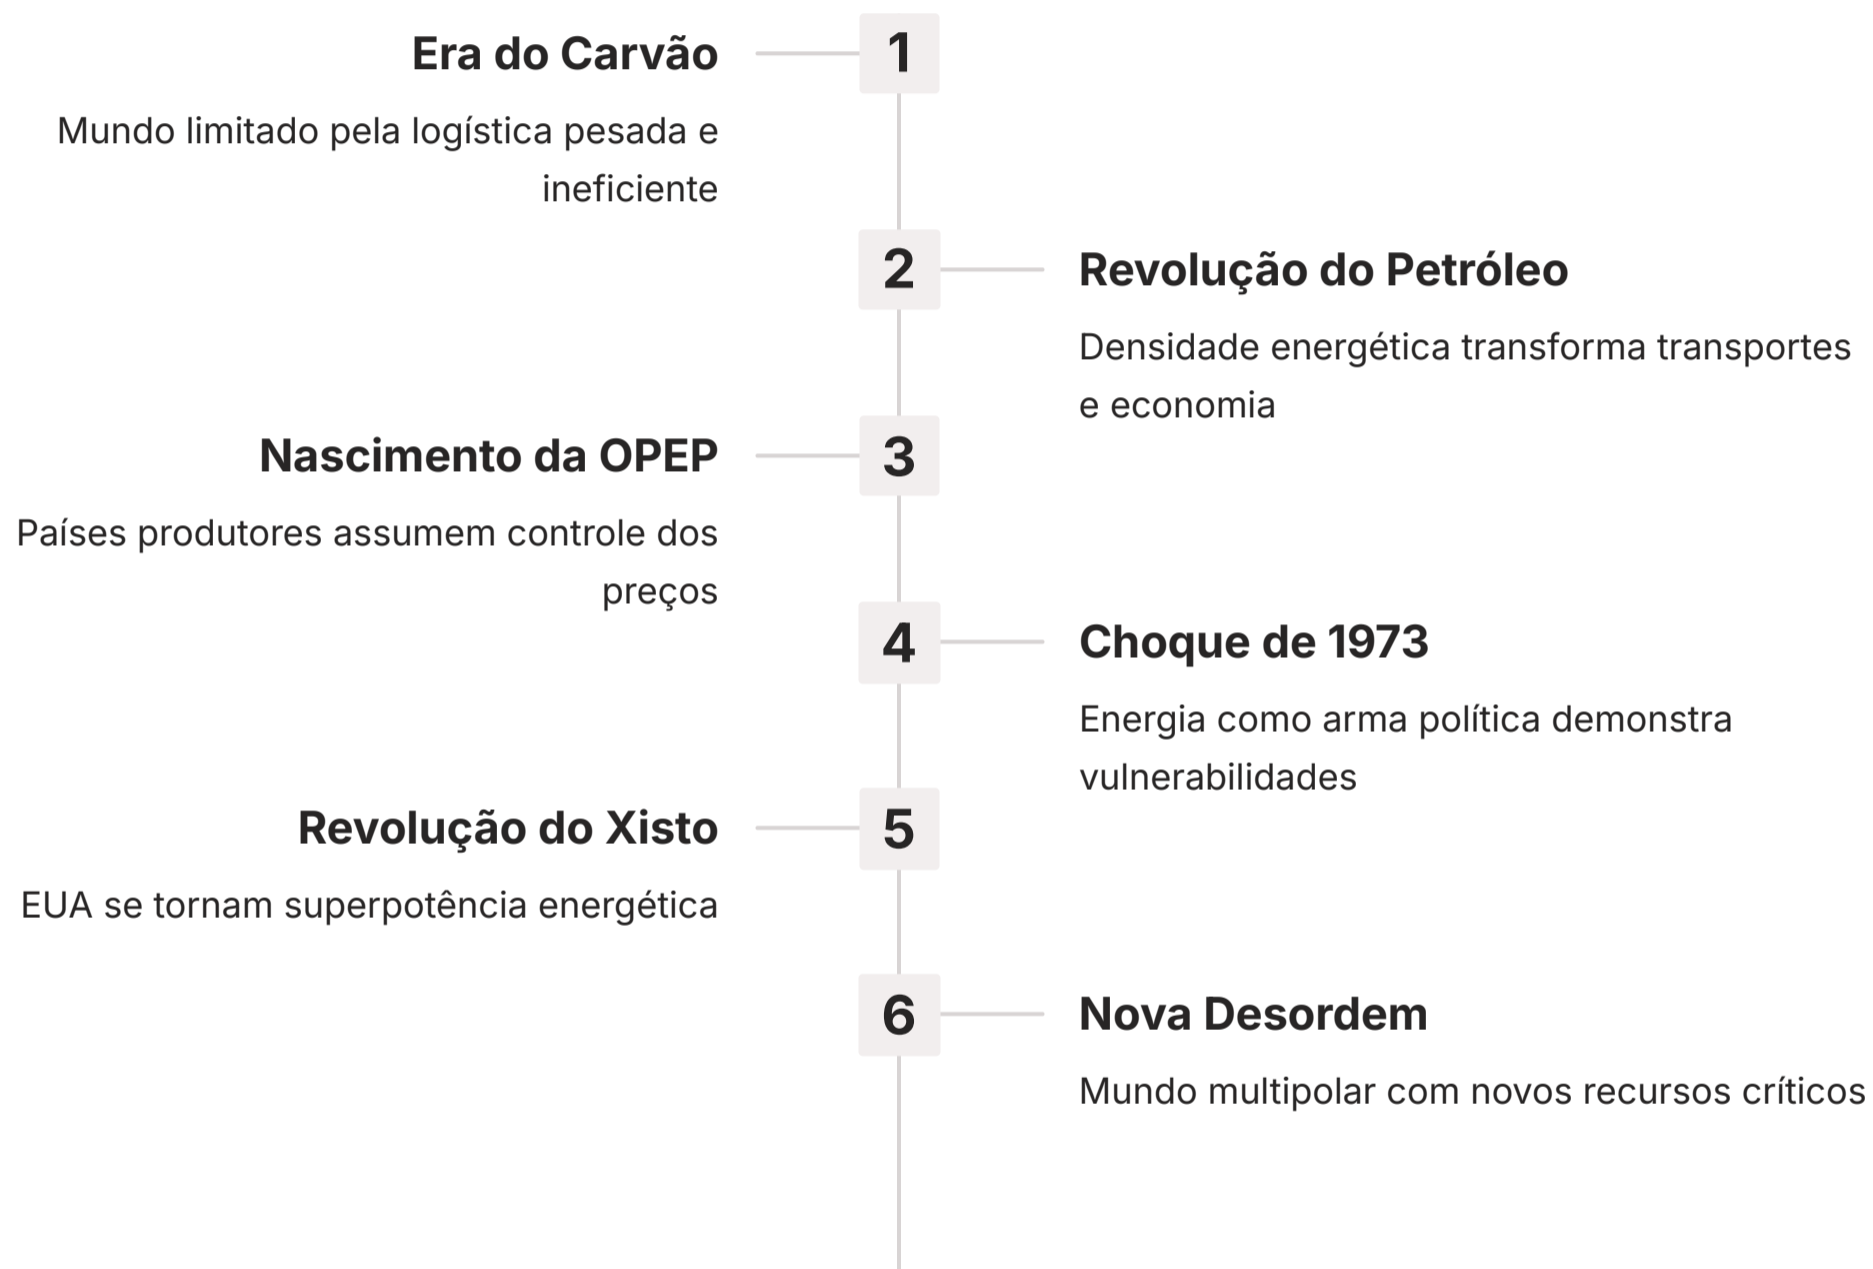 Era do Carvão
1
Mundo limitado pela logística pesada e
ineficiente
2
Revolução do Petróleo
Densidade energética transforma transportes
e economia
Nascimento da OPEP
3
Países produtores assumem controle dos
preços
4
Choque de 1973
Energia como arma política demonstra
vulnerabilidades
Revolução do Xisto
5
EUA se tornam superpotência energética
6
Nova Desordem
Mundo multipolar com novos recursos críticos